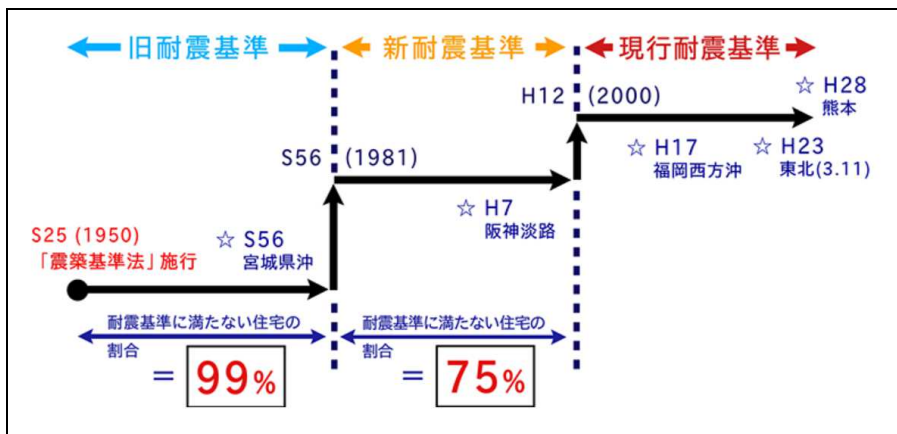 旧耐震基準
新耐震基準
現行耐震基準
☆ H28
熊本
H12 (2000)
☆ H17
福岡西方沖
☆ H23
東北(3.11)
S56 (1981)
☆ H7
阪神淡路
S25 (1950)
「震築基準法」施行
☆ S56
宮城県沖
耐震基準に満たない住宅の
割合
= 99%
耐震基準に満たない住宅の
割合
= 75%